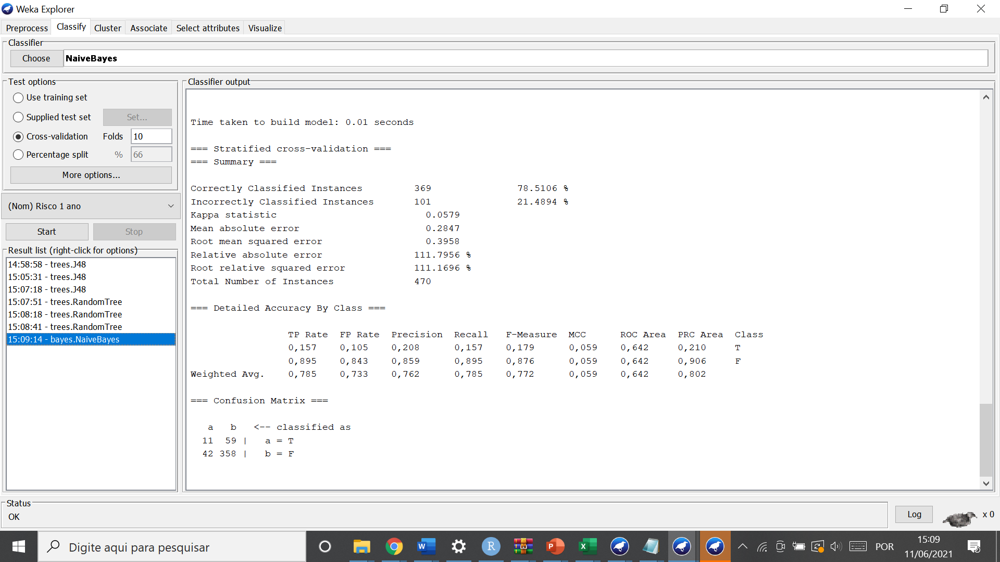 Weka Explorer
Preprocess Classify Cluster Associate Select attributes Visualize
Classifier
Choose NaiveBayes
Test options
Use training set
Supplied test set Set...
Cross-validation Folds 10
Percentage split % 66
More options...
(Nom) Risco 1 ano
Start Stop
Result list (right-click for options)
14:58:58 - trees.J48
15:05:31 - trees.J48
15:07:18 - trees.J48
15:07:51 - trees.RandomTree
15:08:18 - trees.RandomTree
15:08:41 - trees.RandomTree
15:09:14 - bayes.NaiveBayes
Classifier output
Time taken to build model: 0.01 seconds
=== Stratified cross-validation ===
=== Summary ===
Correctly Classified Instances 369 78.5106 %
Incorrectly Classified Instances 101 21.4894 %
Kappa statistic 0.0579
Mean absolute error 0.2847
Root mean squared error 0.3958
Relative absolute error 111.7956 %
Root relative squared error 111.1696 %
Total Number of Instances 470
=== Detailed Accuracy By Class ===
TP Rate FP Rate Precision Recall F-Measure MCC ROC Area PRC Area Class
0,157 0,105 0,208 0,157 0,179 0,059 0,642 0,210 T
0,895 0,843 0,859 0,895 0,876 0,059 0,642 0,906 F
Weighted Avg. 0,785 0,733 0,762 0,785 0,772 0,059 0,642 0,802
=== Confusion Matrix ===
a b <-- classified as
11 59 | a = T
42 358 | b = F
Status
OK
Log x 0
Digite aqui para pesquisar
W R P X POR
15:09
11/06/2021